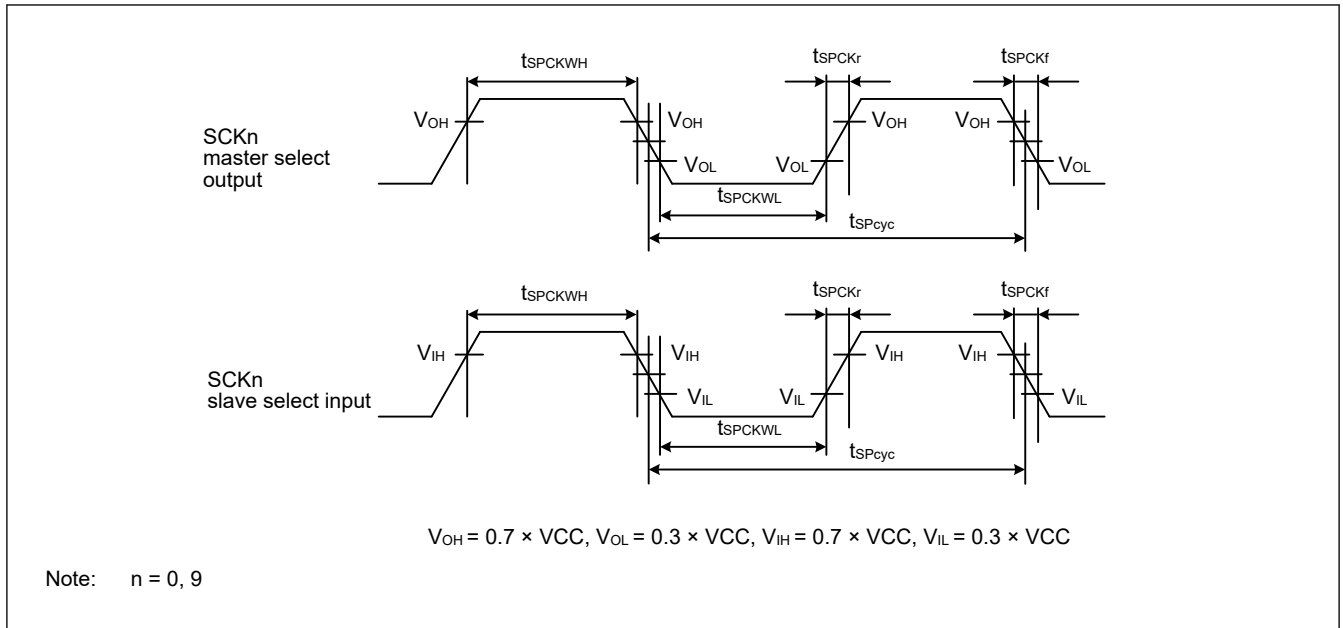 tSPCKWH
tSPCKr
tSPCKf
VOH
VOH
VOH
VOH
SCKn
master select
output
VOL
VOL
VOL
tSPCKWL
tSPcyc
tSPCKWH
tSPCKr
tSPCKf
VIH
VIH
VIH
VIH
SCKn
slave select input
VIL
VIL
VIL
tSPCKWL
tSPcyc
VOH = 0.7 × VCC, VOL = 0.3 × VCC, VIH = 0.7 × VCC, VIL = 0.3 × VCC
Note: n = 0, 9